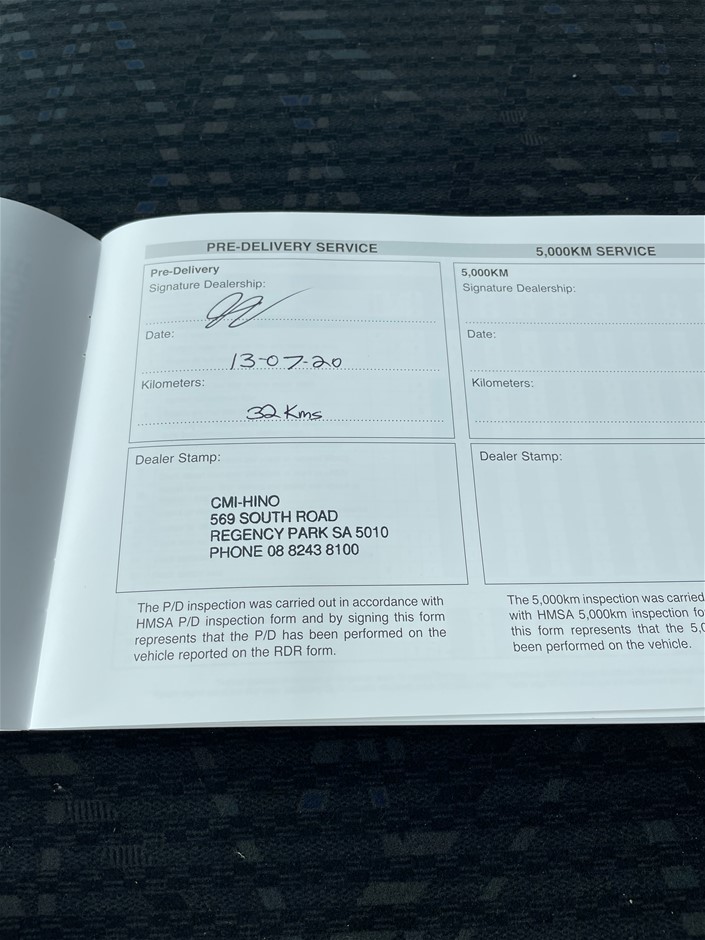 PRE-DELIVERY SERVICE
Pre-Delivery
Signature Dealership:
Date:
13-07-20
Kilometers:
32 Kms
Dealer Stamp:
CMI-HINO
569 SOUTH ROAD
REGENCY PARK SA 5010
PHONE 08 8243 8100
The P/D inspection was carried out in accordance with
HMSA P/D inspection form and by signing this form
represents that the P/D has been performed on the
vehicle reported on the RDR form.
5,000KM SERVICE
5,000KM
Signature Dealership:
Date:
Kilometers:
Dealer Stamp:
The 5,000km inspection was carried
with HMSA 5,000km inspection fo
this form represents that the 5,0
been performed on the vehicle.